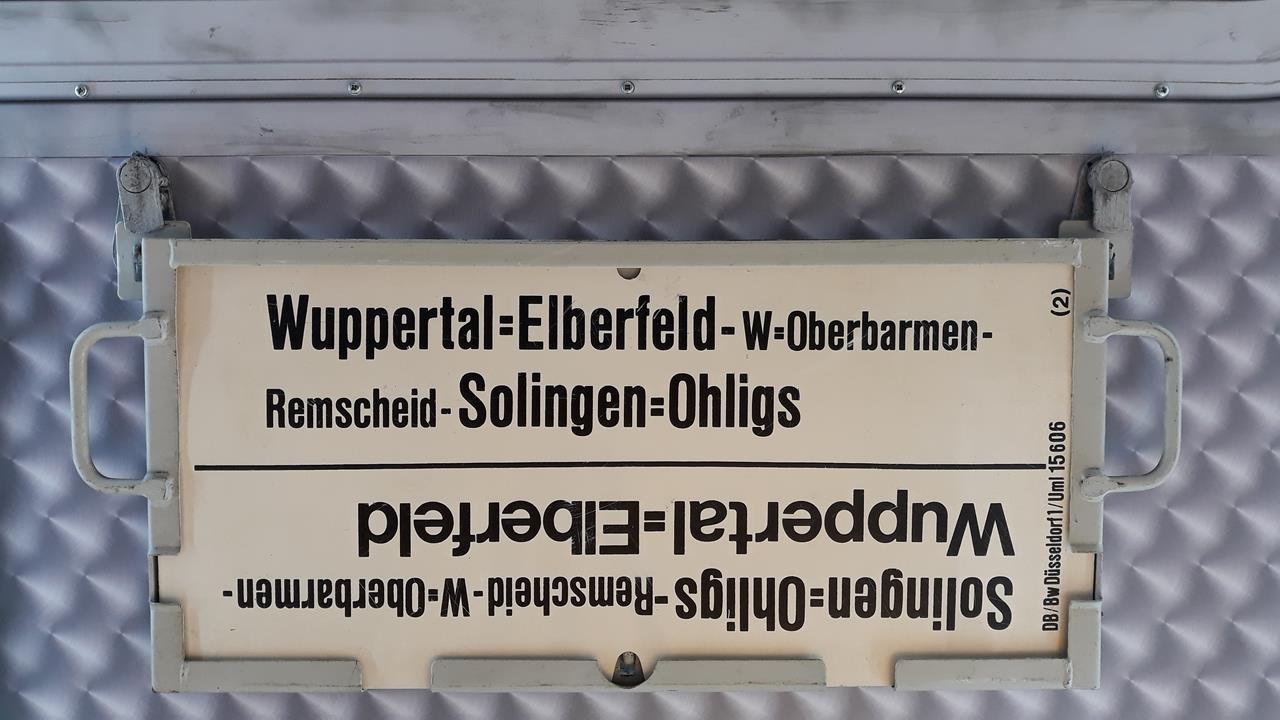 Wuppertal=Elberfeld-W=Oberbarmen-
Remscheid-Solingen=Ohligs
(2)
DB/Bw Düsseldorf1/Uml 15606
Solingen=Ohligs-Remscheid-W=Oberbarmen-
Wuppertal=Elberfeld